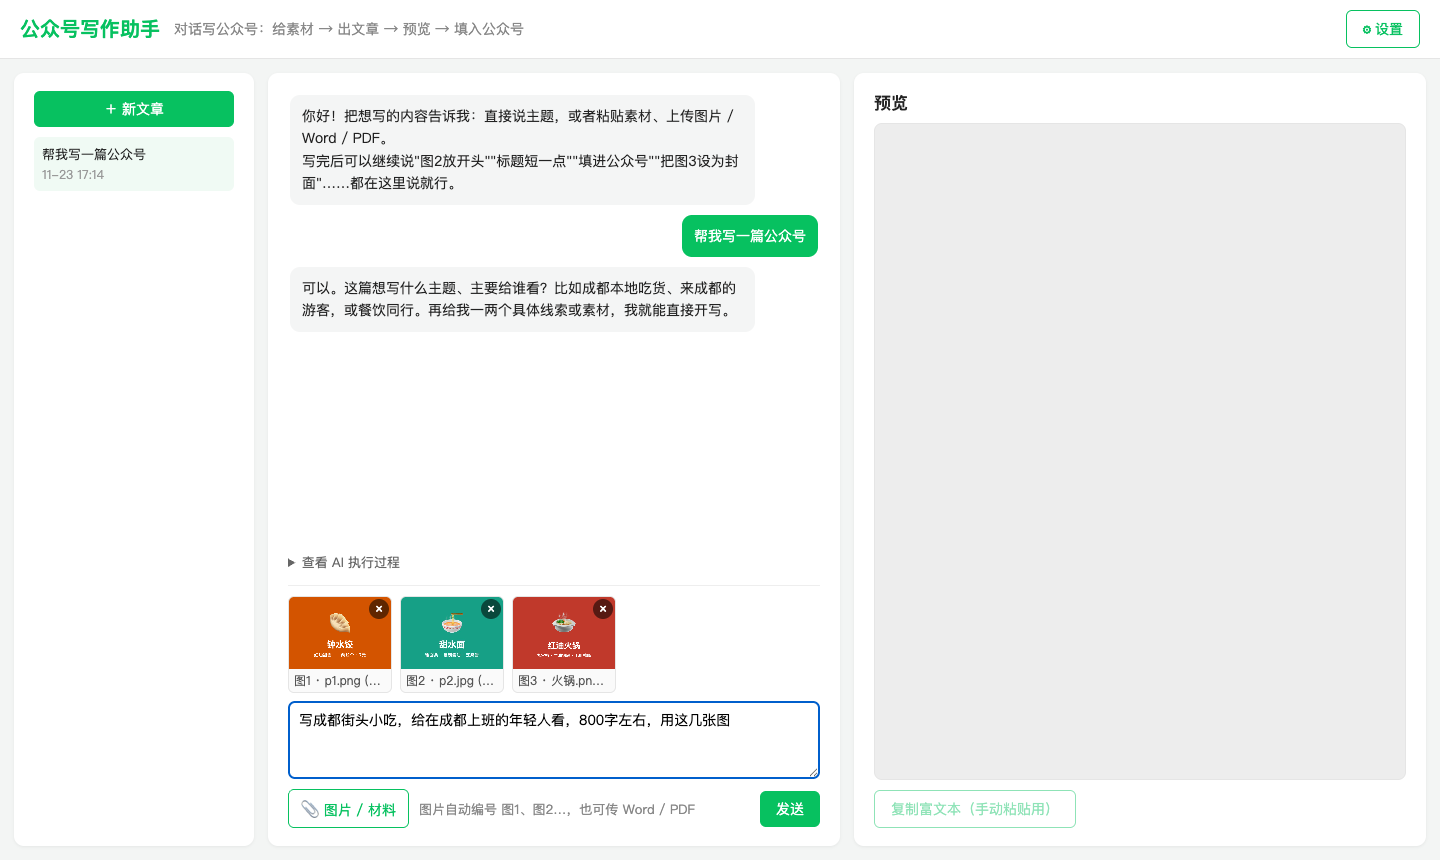 公众号写作助手
对话写公众号：给素材 → 出文章 → 预览 → 填入公众号
设置
+ 新文章
帮我写一篇公众号
11-23 17:14
你好！把想写的内容告诉我：直接说主题，或者粘贴素材、上传图片 /
Word / PDF。
写完后可以继续说"图2放开头""标题短一点""填进公众号""把图3设为封
面"……都在这里说就行。
帮我写一篇公众号
可以。这篇想写什么主题、主要给谁看？比如成都本地吃货、来成都的
游客，或餐饮同行。再给我一两个具体线索或素材，我就能直接开写。
查看 AI 执行过程
钟水饺
甜水面
红油火锅
图1 · p1.png (...
图2 · p2.jpg (...
图3 · 火锅.pn...
写成都街头小吃，给在成都上班的年轻人看，800字左右，用这几张图
图片 / 材料
图片自动编号 图1、图2…，也可传 Word / PDF
发送
预览
复制富文本（手动粘贴用）